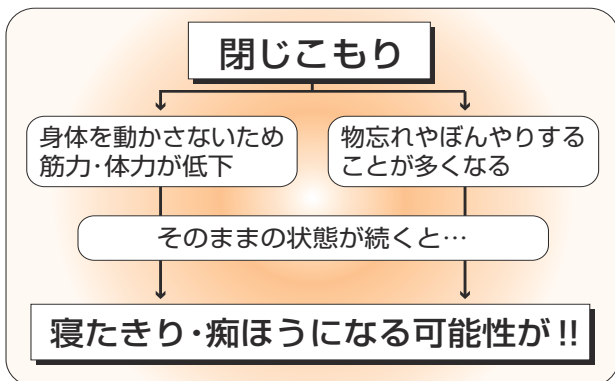 閉じこもり
身体を動かさないため
筋力・体力が低下
物忘れやぼんやりする
ことが多くなる
そのままの状態が続くと…
寝たきり・痴ほうになる可能性が!!